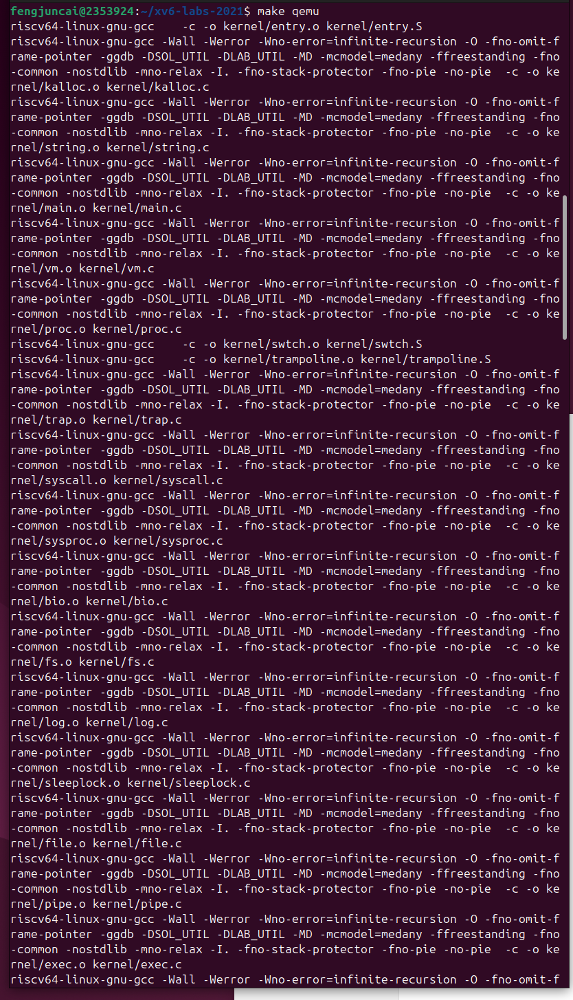 fengjuncai@2353924:~/xv6-labs-2021$ make qemu
riscv64-linux-gnu-gcc    -c -o kernel/entry.o kernel/entry.S
riscv64-linux-gnu-gcc -Wall -Werror -Wno-error=infinite-recursion -O -fno-omit-f
rame-pointer -ggdb -DSOL_UTIL -DLAB_UTIL -MD -mcmodel=medany -ffreestanding -fno
-common -nostdlib -mno-relax -I. -fno-stack-protector -fno-pie -no-pie  -c -o ke
rnel/kalloc.o kernel/kalloc.c
riscv64-linux-gnu-gcc -Wall -Werror -Wno-error=infinite-recursion -O -fno-omit-f
rame-pointer -ggdb -DSOL_UTIL -DLAB_UTIL -MD -mcmodel=medany -ffreestanding -fno
-common -nostdlib -mno-relax -I. -fno-stack-protector -fno-pie -no-pie  -c -o ke
rnel/string.o kernel/string.c
riscv64-linux-gnu-gcc -Wall -Werror -Wno-error=infinite-recursion -O -fno-omit-f
rame-pointer -ggdb -DSOL_UTIL -DLAB_UTIL -MD -mcmodel=medany -ffreestanding -fno
-common -nostdlib -mno-relax -I. -fno-stack-protector -fno-pie -no-pie  -c -o ke
rnel/main.o kernel/main.c
riscv64-linux-gnu-gcc -Wall -Werror -Wno-error=infinite-recursion -O -fno-omit-f
rame-pointer -ggdb -DSOL_UTIL -DLAB_UTIL -MD -mcmodel=medany -ffreestanding -fno
-common -nostdlib -mno-relax -I. -fno-stack-protector -fno-pie -no-pie  -c -o ke
rnel/vm.o kernel/vm.c
riscv64-linux-gnu-gcc -Wall -Werror -Wno-error=infinite-recursion -O -fno-omit-f
rame-pointer -ggdb -DSOL_UTIL -DLAB_UTIL -MD -mcmodel=medany -ffreestanding -fno
-common -nostdlib -mno-relax -I. -fno-stack-protector -fno-pie -no-pie  -c -o ke
rnel/proc.o kernel/proc.c
riscv64-linux-gnu-gcc    -c -o kernel/swtch.o kernel/swtch.S
riscv64-linux-gnu-gcc    -c -o kernel/trampoline.o kernel/trampoline.S
riscv64-linux-gnu-gcc -Wall -Werror -Wno-error=infinite-recursion -O -fno-omit-f
rame-pointer -ggdb -DSOL_UTIL -DLAB_UTIL -MD -mcmodel=medany -ffreestanding -fno
-common -nostdlib -mno-relax -I. -fno-stack-protector -fno-pie -no-pie  -c -o ke
rnel/trap.o kernel/trap.c
riscv64-linux-gnu-gcc -Wall -Werror -Wno-error=infinite-recursion -O -fno-omit-f
rame-pointer -ggdb -DSOL_UTIL -DLAB_UTIL -MD -mcmodel=medany -ffreestanding -fno
-common -nostdlib -mno-relax -I. -fno-stack-protector -fno-pie -no-pie  -c -o ke
rnel/syscall.o kernel/syscall.c
riscv64-linux-gnu-gcc -Wall -Werror -Wno-error=infinite-recursion -O -fno-omit-f
rame-pointer -ggdb -DSOL_UTIL -DLAB_UTIL -MD -mcmodel=medany -ffreestanding -fno
-common -nostdlib -mno-relax -I. -fno-stack-protector -fno-pie -no-pie  -c -o ke
rnel/sysproc.o kernel/sysproc.c
riscv64-linux-gnu-gcc -Wall -Werror -Wno-error=infinite-recursion -O -fno-omit-f
rame-pointer -ggdb -DSOL_UTIL -DLAB_UTIL -MD -mcmodel=medany -ffreestanding -fno
-common -nostdlib -mno-relax -I. -fno-stack-protector -fno-pie -no-pie  -c -o ke
rnel/bio.o kernel/bio.c
riscv64-linux-gnu-gcc -Wall -Werror -Wno-error=infinite-recursion -O -fno-omit-f
rame-pointer -ggdb -DSOL_UTIL -DLAB_UTIL -MD -mcmodel=medany -ffreestanding -fno
-common -nostdlib -mno-relax -I. -fno-stack-protector -fno-pie -no-pie  -c -o ke
rnel/fs.o kernel/fs.c
riscv64-linux-gnu-gcc -Wall -Werror -Wno-error=infinite-recursion -O -fno-omit-f
rame-pointer -ggdb -DSOL_UTIL -DLAB_UTIL -MD -mcmodel=medany -ffreestanding -fno
-common -nostdlib -mno-relax -I. -fno-stack-protector -fno-pie -no-pie  -c -o ke
rnel/log.o kernel/log.c
riscv64-linux-gnu-gcc -Wall -Werror -Wno-error=infinite-recursion -O -fno-omit-f
rame-pointer -ggdb -DSOL_UTIL -DLAB_UTIL -MD -mcmodel=medany -ffreestanding -fno
-common -nostdlib -mno-relax -I. -fno-stack-protector -fno-pie -no-pie  -c -o ke
rnel/sleeplock.o kernel/sleeplock.c
riscv64-linux-gnu-gcc -Wall -Werror -Wno-error=infinite-recursion -O -fno-omit-f
rame-pointer -ggdb -DSOL_UTIL -DLAB_UTIL -MD -mcmodel=medany -ffreestanding -fno
-common -nostdlib -mno-relax -I. -fno-stack-protector -fno-pie -no-pie  -c -o ke
rnel/file.o kernel/file.c
riscv64-linux-gnu-gcc -Wall -Werror -Wno-error=infinite-recursion -O -fno-omit-f
rame-pointer -ggdb -DSOL_UTIL -DLAB_UTIL -MD -mcmodel=medany -ffreestanding -fno
-common -nostdlib -mno-relax -I. -fno-stack-protector -fno-pie -no-pie  -c -o ke
rnel/pipe.o kernel/pipe.c
riscv64-linux-gnu-gcc -Wall -Werror -Wno-error=infinite-recursion -O -fno-omit-f
rame-pointer -ggdb -DSOL_UTIL -DLAB_UTIL -MD -mcmodel=medany -ffreestanding -fno
-common -nostdlib -mno-relax -I. -fno-stack-protector -fno-pie -no-pie  -c -o ke
rnel/exec.o kernel/exec.c
riscv64-linux-gnu-gcc -Wall -Werror -Wno-error=infinite-recursion -O -fno-omit-f